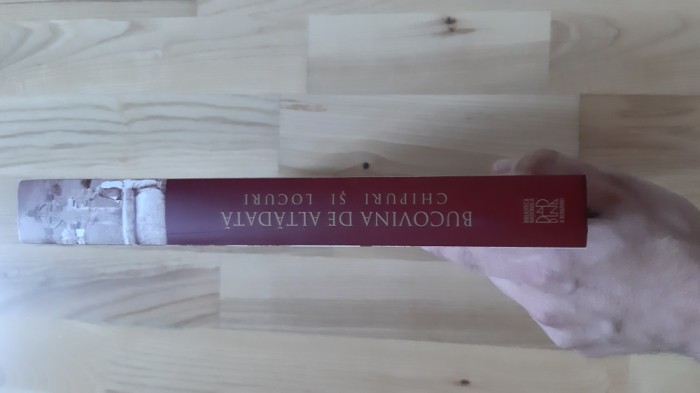 BUCOVINA DE ALTĂDATĂ
CHIPURI ȘI LOCURI